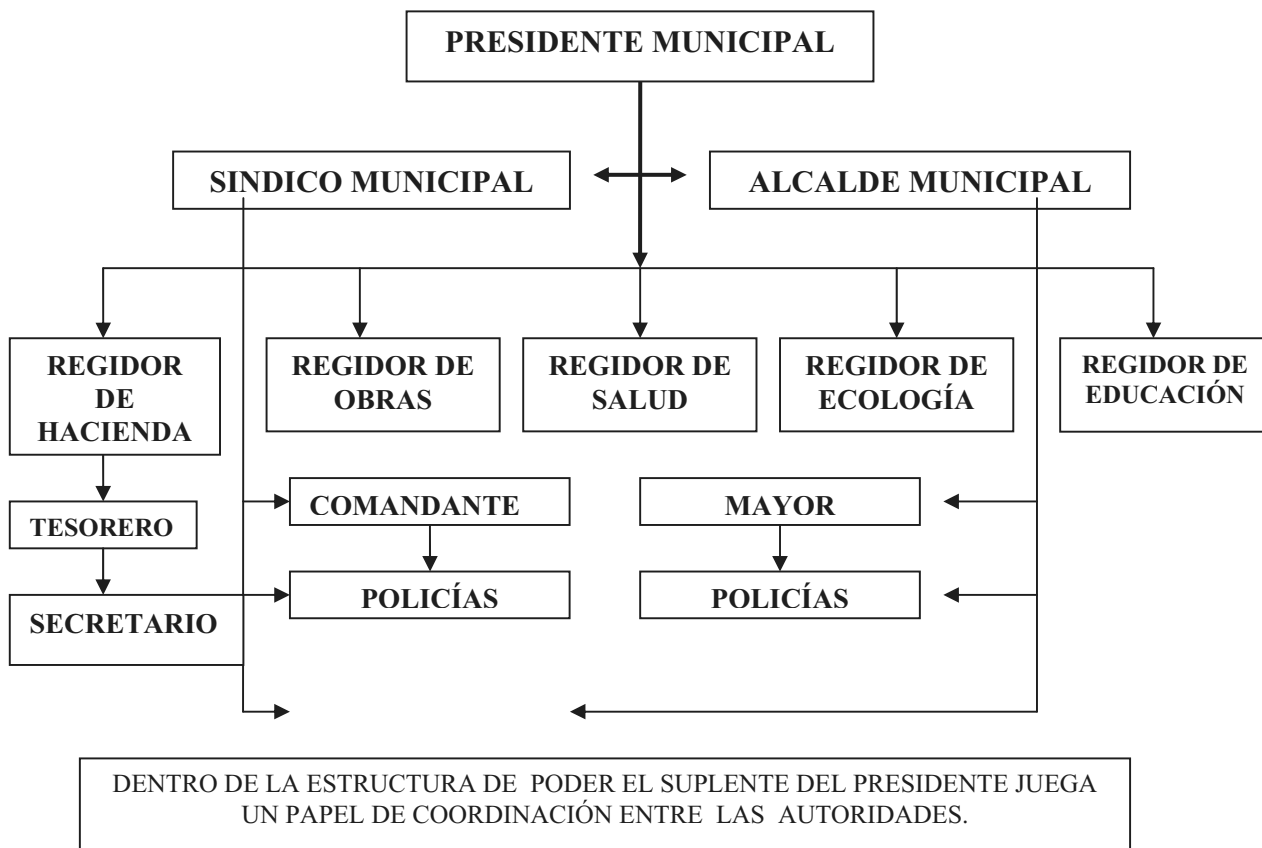 PRESIDENTE MUNICIPAL
SINDICO MUNICIPAL
ALCALDE MUNICIPAL
REGIDOR
DE
HACIENDA
REGIDOR DE
OBRAS
REGIDOR DE
SALUD
REGIDOR DE
ECOLOGÍA
REGIDOR DE
EDUCACIÓN
TESORERO
COMANDANTE
MAYOR
SECRETARIO
POLICÍAS
POLICÍAS
DENTRO DE LA ESTRUCTURA DE PODER EL SUPLENTE DEL PRESIDENTE JUEGA
UN PAPEL DE COORDINACIÓN ENTRE LAS AUTORIDADES.